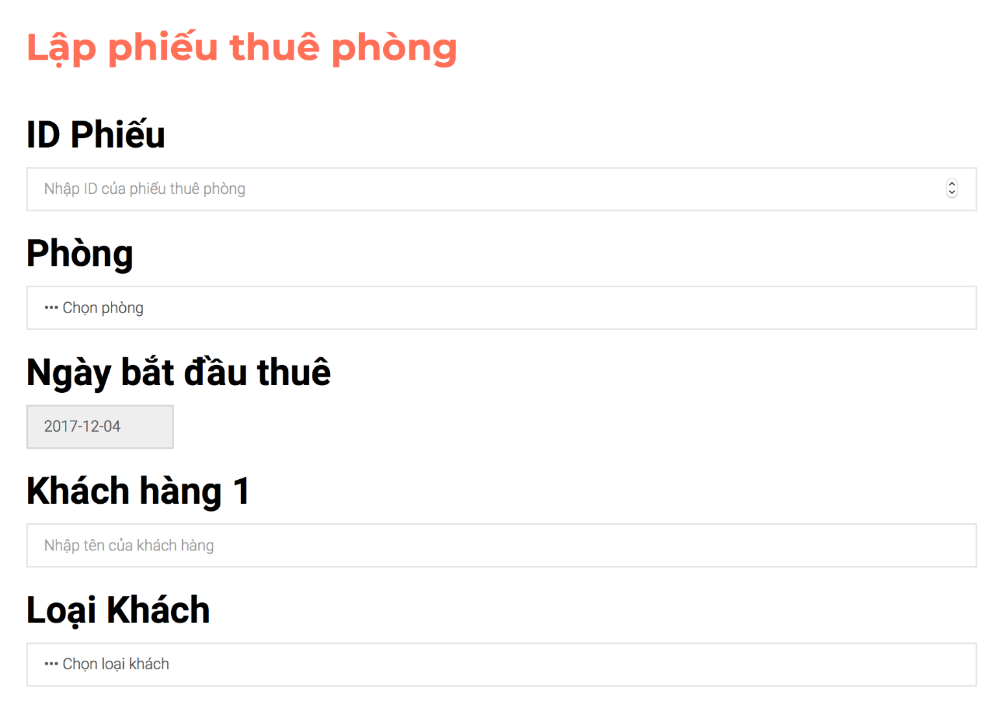 Lập phiếu thuê phòng
ID Phiếu
Nhập ID của phiếu thuê phòng
Phòng
••• Chọn phòng
Ngày bắt đầu thuê
2017-12-04
Khách hàng 1
Nhập tên của khách hàng
Loại Khách
••• Chọn loại khách